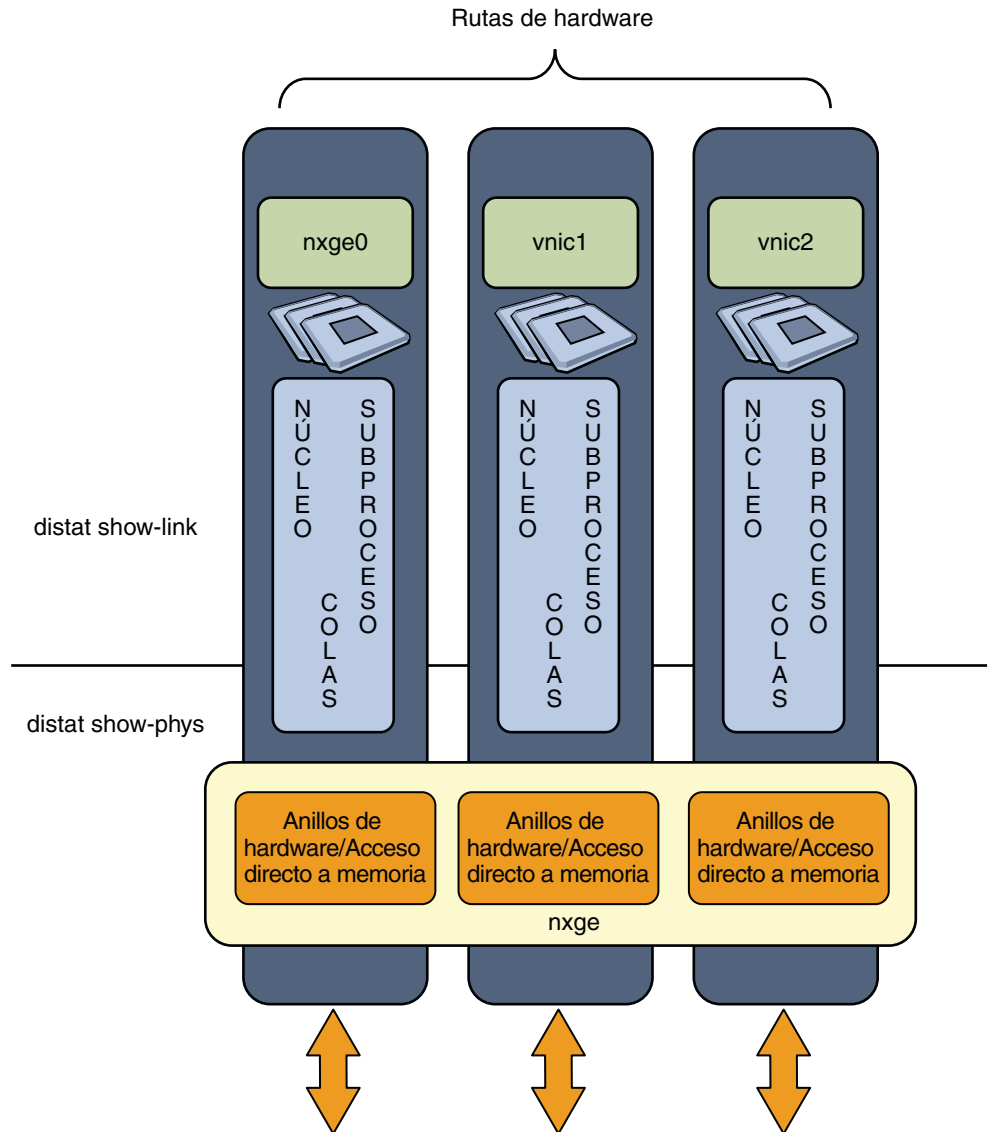 Rutas de hardware
nxge0
vnic1
vnic2
NÚCLEO
SUBPROCESO
COLAS
NÚCLEO
SUBPROCESO
COLAS
NÚCLEO
SUBPROCESO
COLAS
distat show-link
distat show-phys
Anillos de
hardware/Acceso
directo a memoria
Anillos de
hardware/Acceso
directo a memoria
Anillos de
hardware/Acceso
directo a memoria
nxge